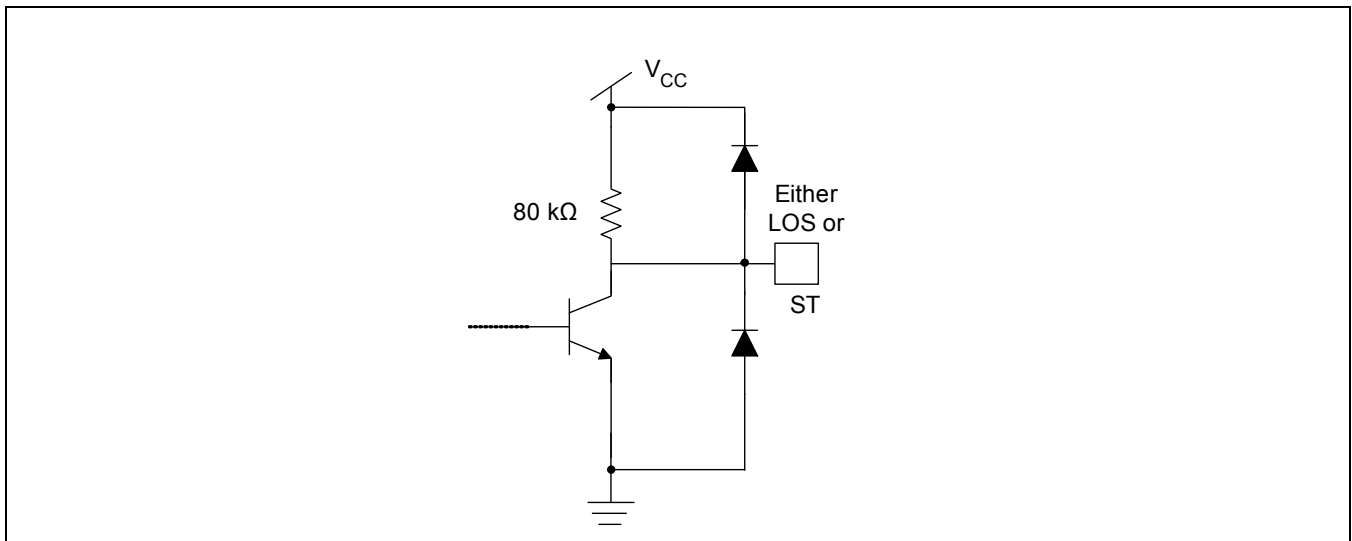 V_CC
80 kΩ
Either
LOS or
ST